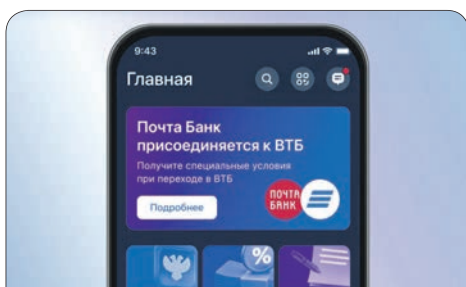 9:43
Главная
Почта Банк
присоединяется к ВТБ
Получите специальные условия
при переходе в ВТБ
Подробнее
ПОЧТА
БАНК
%